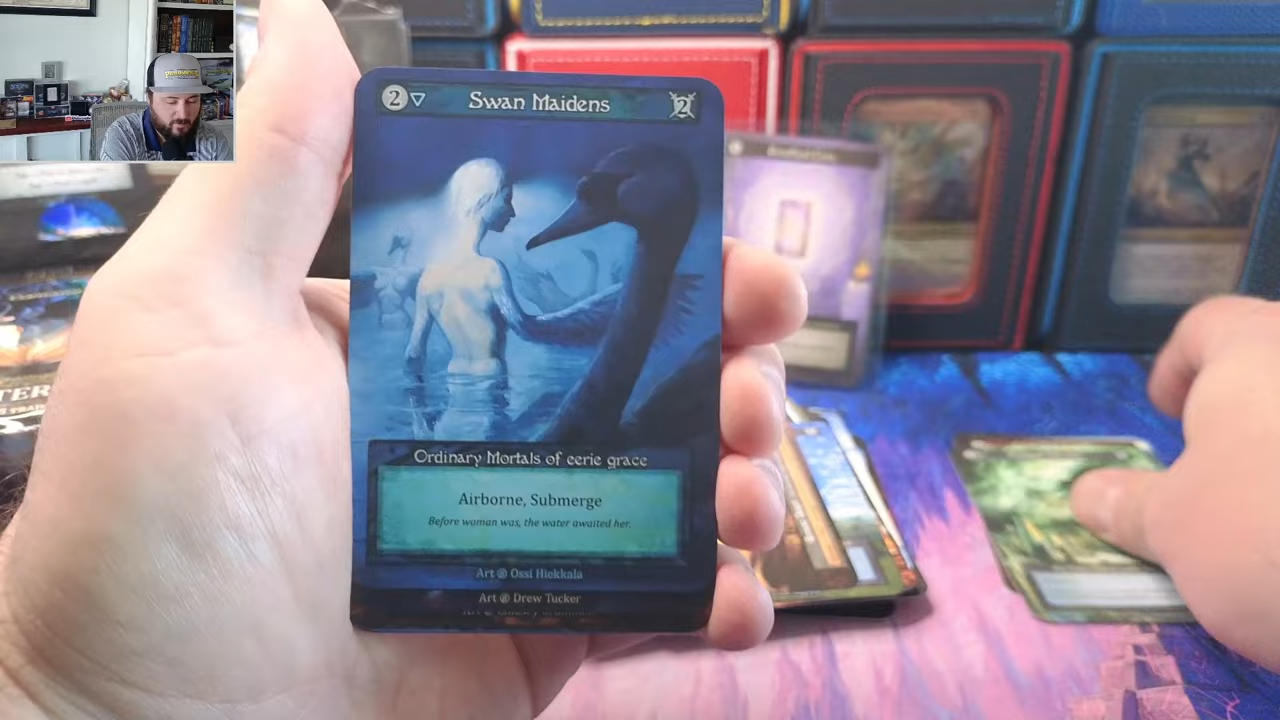 2
Swan Maidens
2
Ordinary Mortals of eerie grace
Airborne, Submerge
Before woman was, the water awaited her.
Art @ Ossi Hiekkala
Art @ Drew Tucker